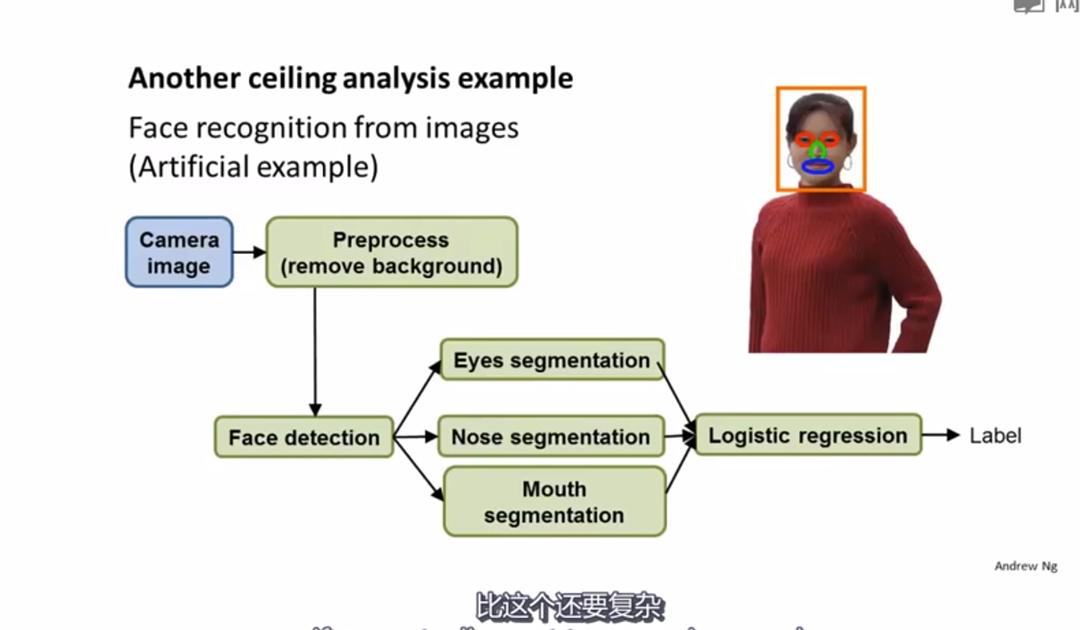 Another ceiling analysis example
Face recognition from images
(Artificial example)
Camera
image
Preprocess
(remove background)
Eyes segmentation
Face detection
Nose segmentation
Logistic regression
Label
Mouth
segmentation
Andrew Ng
比这个还要复杂